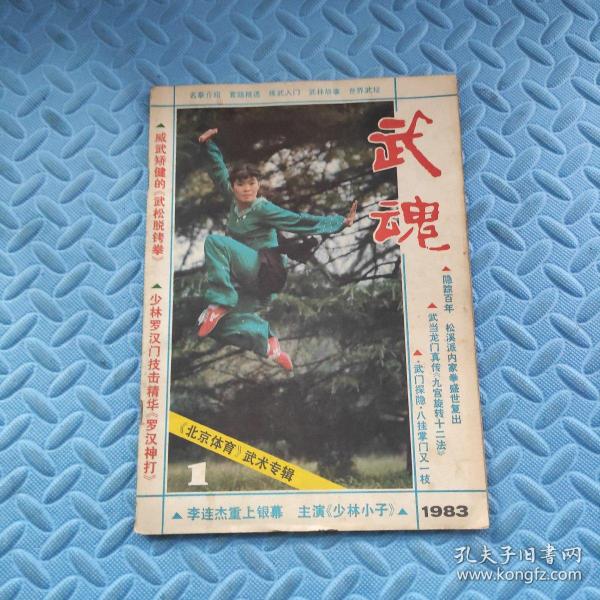 名拳介绍 套路精选 练武入门 武林轶事 世界武坛
武魂
▲威武矫健的《武松脱铐拳》
▲少林罗汉门技击精华《罗汉神打》
▲隐踪百年 松溪派内家拳盛世复出
▲武当龙门真传《九宫旋转十二法》
▲·武门探隐·八挂掌门又一枝
《北京体育》武术专辑
1
▲李连杰重上银幕 主演《少林小子》▲
1983
孔夫子旧书网
www.kongfz.com